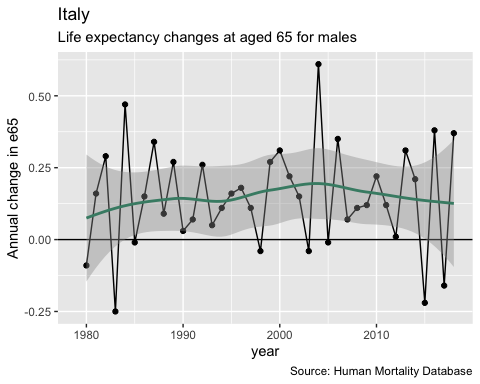 Italy
Life expectancy changes at aged 65 for males
Annual change in e65
0.50
0.25
0.00
-0.25
1980
1990
2000
2010
year
Source: Human Mortality Database